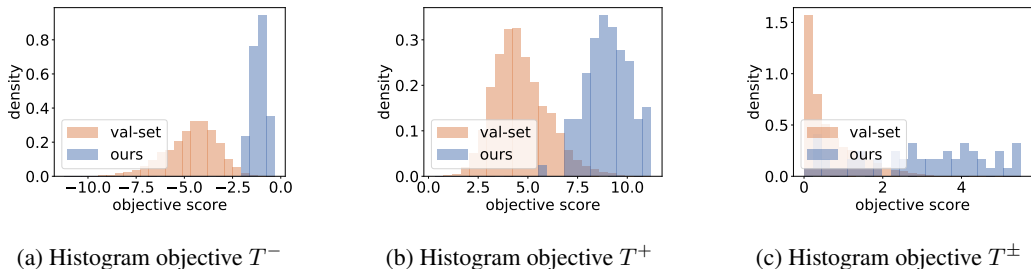 0.8
0.6
0.4
0.2
0.0
density
val-set
ours
−10.0 −7.5 −5.0 −2.5 0.0
objective score
(a) Histogram objective T⁻
0.3
0.2
0.1
0.0
density
val-set
ours
0.0 2.5 5.0 7.5 10.0
objective score
(b) Histogram objective T⁺
1.5
1.0
0.5
0.0
density
val-set
ours
0 2 4
objective score
(c) Histogram objective T±